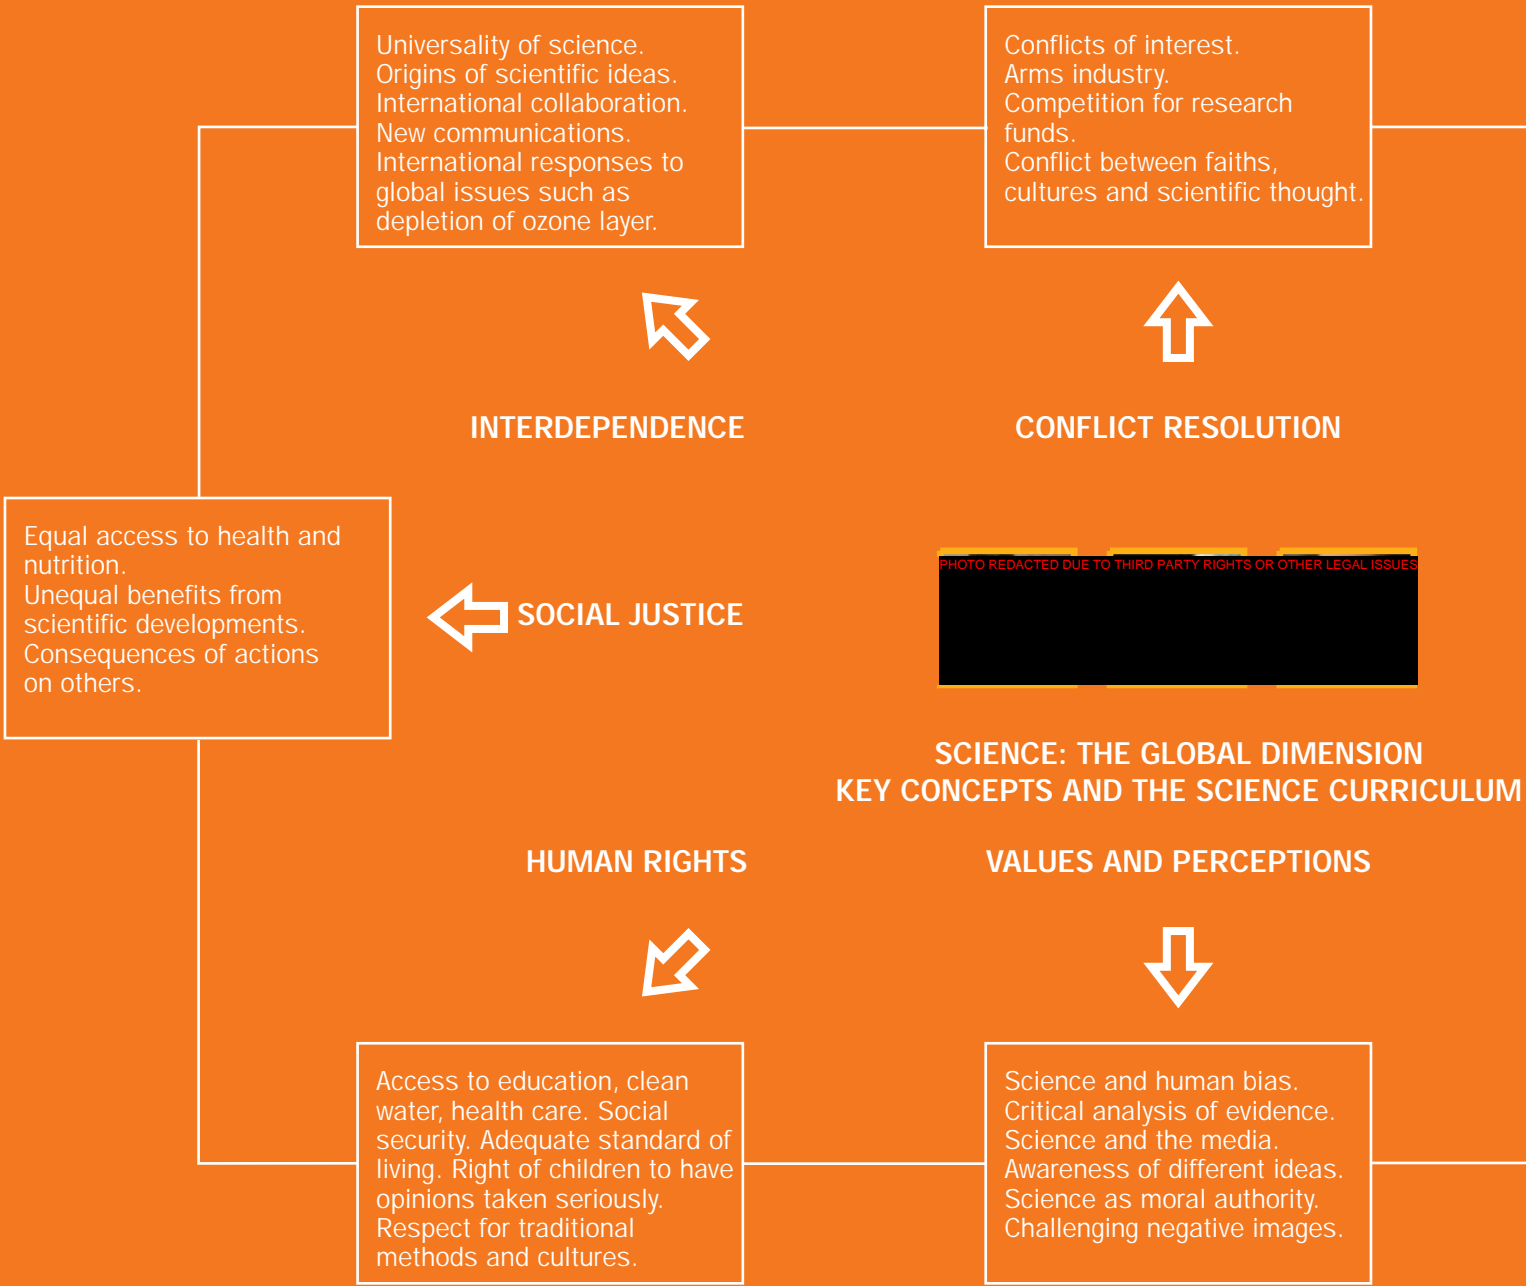 Universality of science.
Origins of scientific ideas.
International collaboration.
New communications.
International responses to
global issues such as
depletion of ozone layer.
Conflicts of interest.
Arms industry.
Competition for research
funds.
Conflict between faiths,
cultures and scientific thought.
INTERDEPENDENCE
CONFLICT RESOLUTION
Equal access to health and
nutrition.
Unequal benefits from
scientific developments.
Consequences of actions
on others.
SOCIAL JUSTICE
PHOTO REDACTED DUE TO THIRD PARTY RIGHTS OR OTHER LEGAL ISSUES
SCIENCE: THE GLOBAL DIMENSION
KEY CONCEPTS AND THE SCIENCE CURRICULUM
HUMAN RIGHTS
VALUES AND PERCEPTIONS
Access to education, clean
water, health care. Social
security. Adequate standard of
living. Right of children to have
opinions taken seriously.
Respect for traditional
methods and cultures.
Science and human bias.
Critical analysis of evidence.
Science and the media.
Awareness of different ideas.
Science as moral authority.
Challenging negative images.